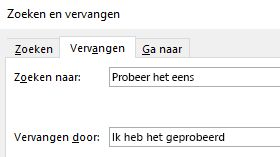 Zoeken en vervangen
Zoeken Vervangen Ga naar
Zoeken naar: Probeer het eens
Vervangen door: Ik heb het geprobeerd